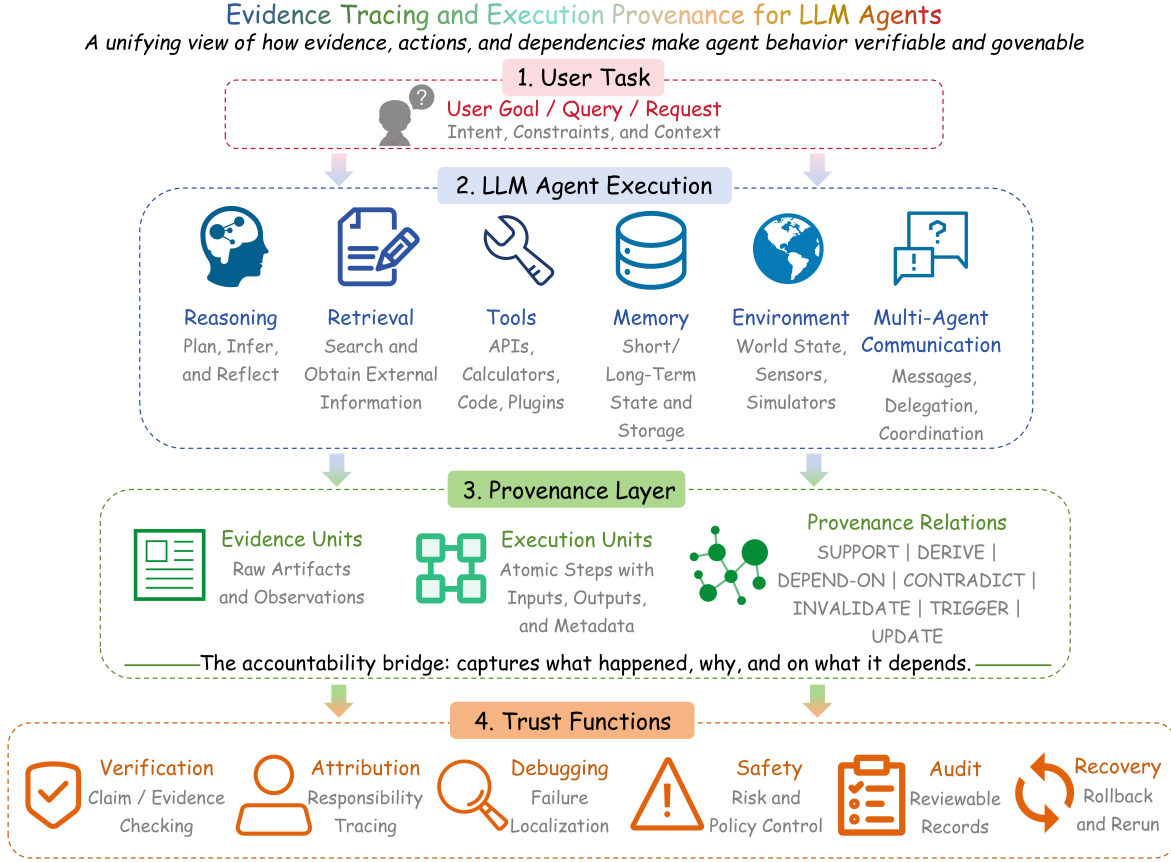 Evidence Tracing and Execution Provenance for LLM Agents
A unifying view of how evidence, actions, and dependencies make agent behavior verifiable and govenable
1. User Task
?
User Goal / Query / Request
Intent, Constraints, and Context
2. LLM Agent Execution
?
!
Reasoning
Plan, Infer,
and Reflect
Retrieval
Search and
Obtain External
Information
Tools
APIs,
Calculators,
Code, Plugins
Memory
Short/
Long-Term
State and
Storage
Environment
World State,
Sensors,
Simulators
Multi-Agent
Communication
Messages,
Delegation,
Coordination
3. Provenance Layer
Evidence Units
Raw Artifacts
and Observations
Execution Units
Atomic Steps with
Inputs, Outputs,
and Metadata
Provenance Relations
SUPPORT | DERIVE |
DEPEND-ON | CONTRADICT |
INVALIDATE | TRIGGER |
UPDATE
The accountability bridge: captures what happened, why, and on what it depends.
4. Trust Functions
Verification
Claim / Evidence
Checking
Attribution
Responsibility
Tracing
Debugging
Failure
Localization
!
Safety
Risk and
Policy Control
Audit
Reviewable
Records
Recovery
Rollback
and Rerun